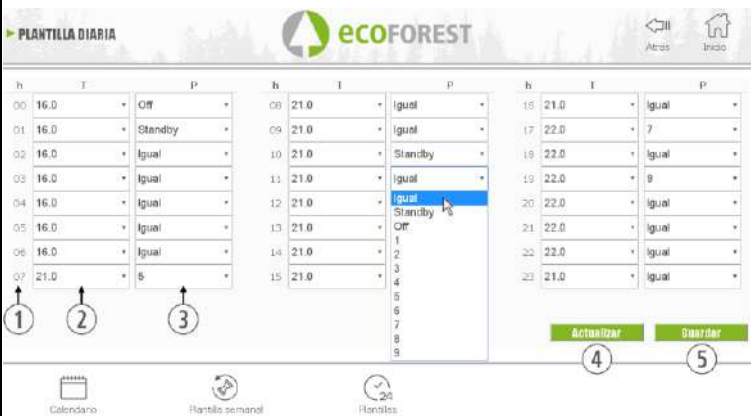 PLANTILLA DIARIA
ecoFOREST
Atrás
Inicio
h T P h T P h T P
00 16.0 Off 08 21.0 Igual 16 21.0 Igual
01 16.0 Standby 09 21.0 Igual 17 22.0 7
02 16.0 Igual 10 21.0 Standby 18 22.0 Igual
03 16.0 Igual 11 21.0 Igual 19 22.0 9
04 16.0 Igual 12 21.0 20 22.0 Igual
05 16.0 Igual 13 21.0 21 22.0 Igual
06 16.0 Igual 14 21.0 22 22.0 Igual
07 21.0 5 15 21.0 23 21.0 Igual
Igual
Standby
Off
1
2
3
4
5
6
7
8
9
1 2 3
Actualizar Guardar
4 5
Calendario
Plantilla semanal
24
Plantillas